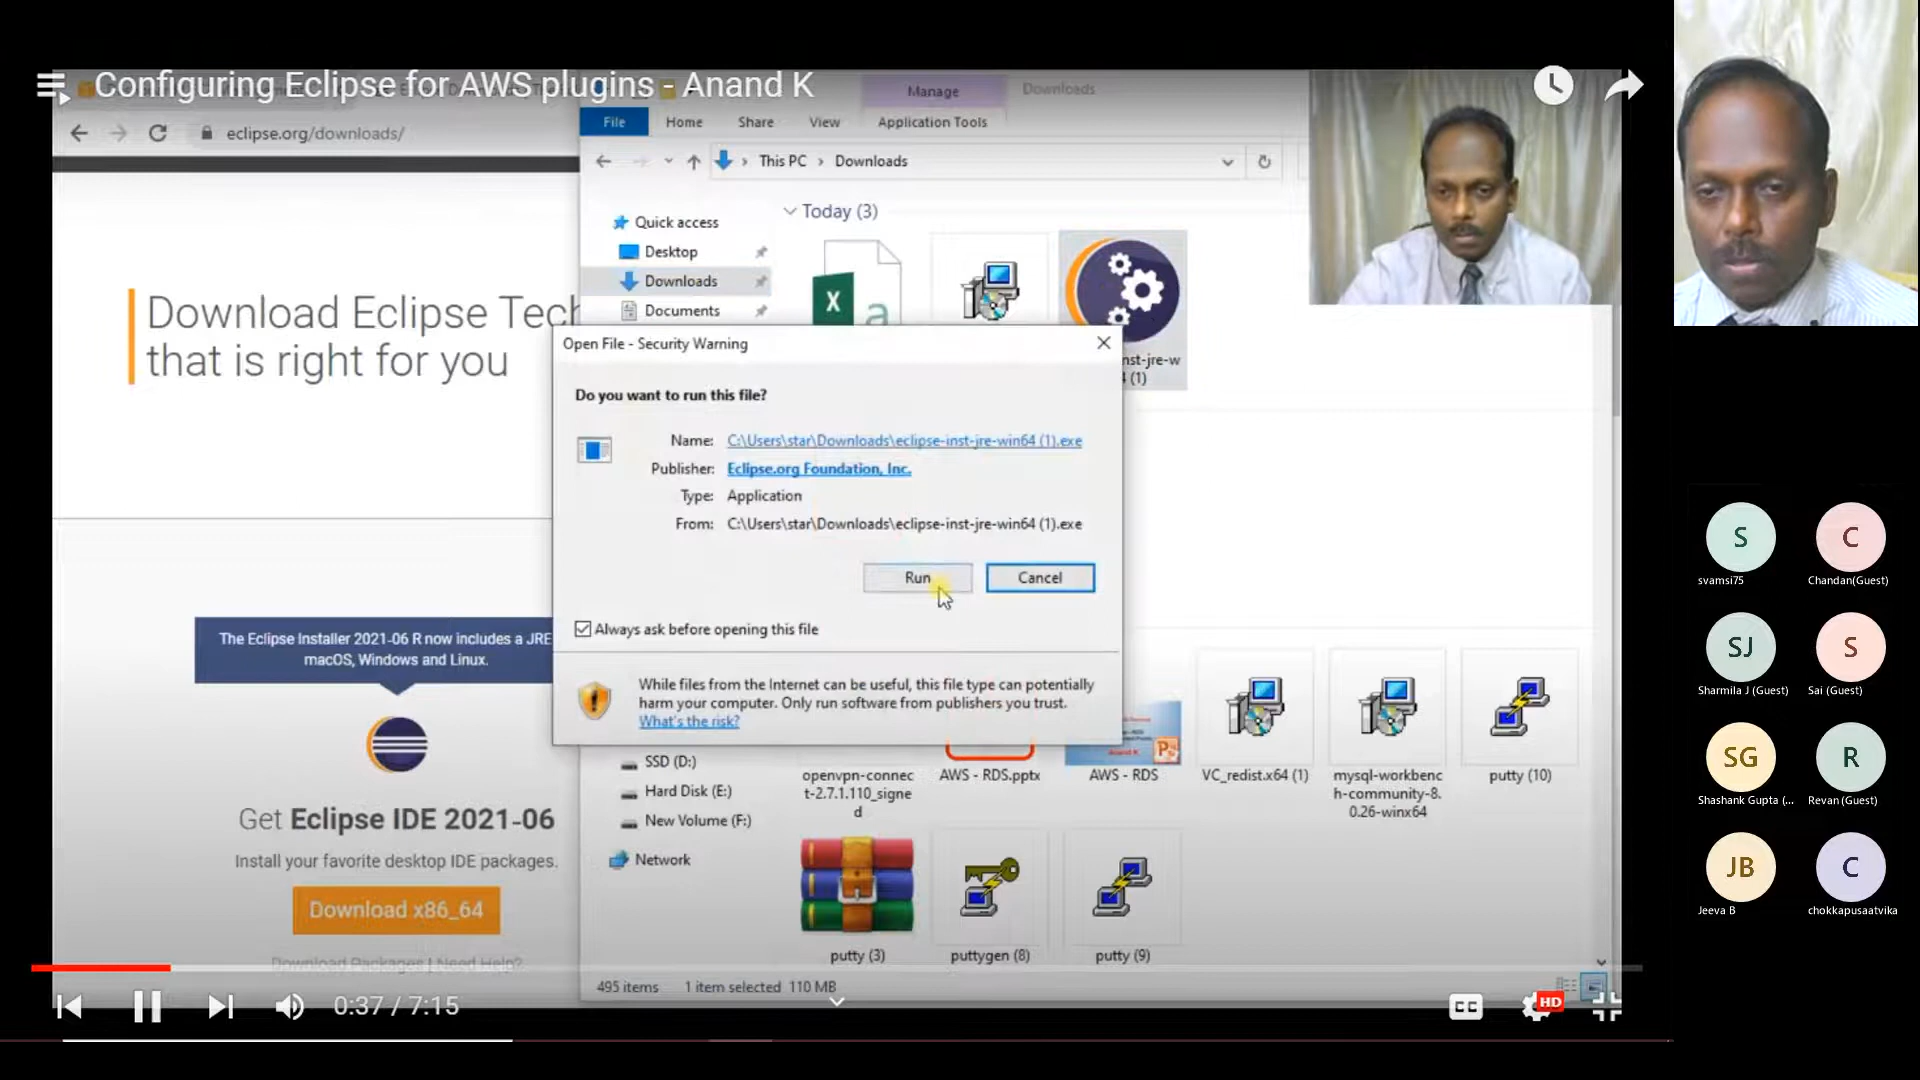 Configuring Eclipse for AWS plugins - Anand K
eclipse.org/downloads/
Manage
Downloads
File
Home
Share
View
Application Tools
This PC
Downloads
Today (3)
Quick access
Desktop
Downloads
Documents
X
a
nst-jre-w
4 (1)
Download Eclipse Tech
that is right for you
Open File - Security Warning
Do you want to run this file?
Name: C:\Users\star\Downloads\eclipse-inst-jre-win64 (1).exe
Publisher: Eclipse.org Foundation, Inc.
Type: Application
From: C:\Users\star\Downloads\eclipse-inst-jre-win64 (1).exe
Run
Cancel
Always ask before opening this file
While files from the Internet can be useful, this file type can potentially
harm your computer. Only run software from publishers you trust.
What's the risk?
The Eclipse Installer 2021-06 R now includes a JRE
macOS, Windows and Linux.
Get Eclipse IDE 2021-06
Install your favorite desktop IDE packages.
Download x86_64
Download Packages | Need Help?
SSD (D:)
Hard Disk (E:)
New Volume (F:)
Network
openvpn-connec
t-2.7.1.110_signe
d
AWS - RDS.pptx
AWS - RDS
VC_redist.x64 (1)
mysql-workbenc
h-community-8.
0.26-winx64
putty (10)
putty (3)
puttygen (8)
putty (9)
495 items
1 item selected 110 MB
0:37 / 7:15
CC
HD
S
svamsi75
C
Chandan(Guest)
SJ
Sharmila J (Guest)
S
Sai (Guest)
SG
Shashank Gupta (...
R
Revan (Guest)
JB
Jeeva B
C
chokkapusaatvika